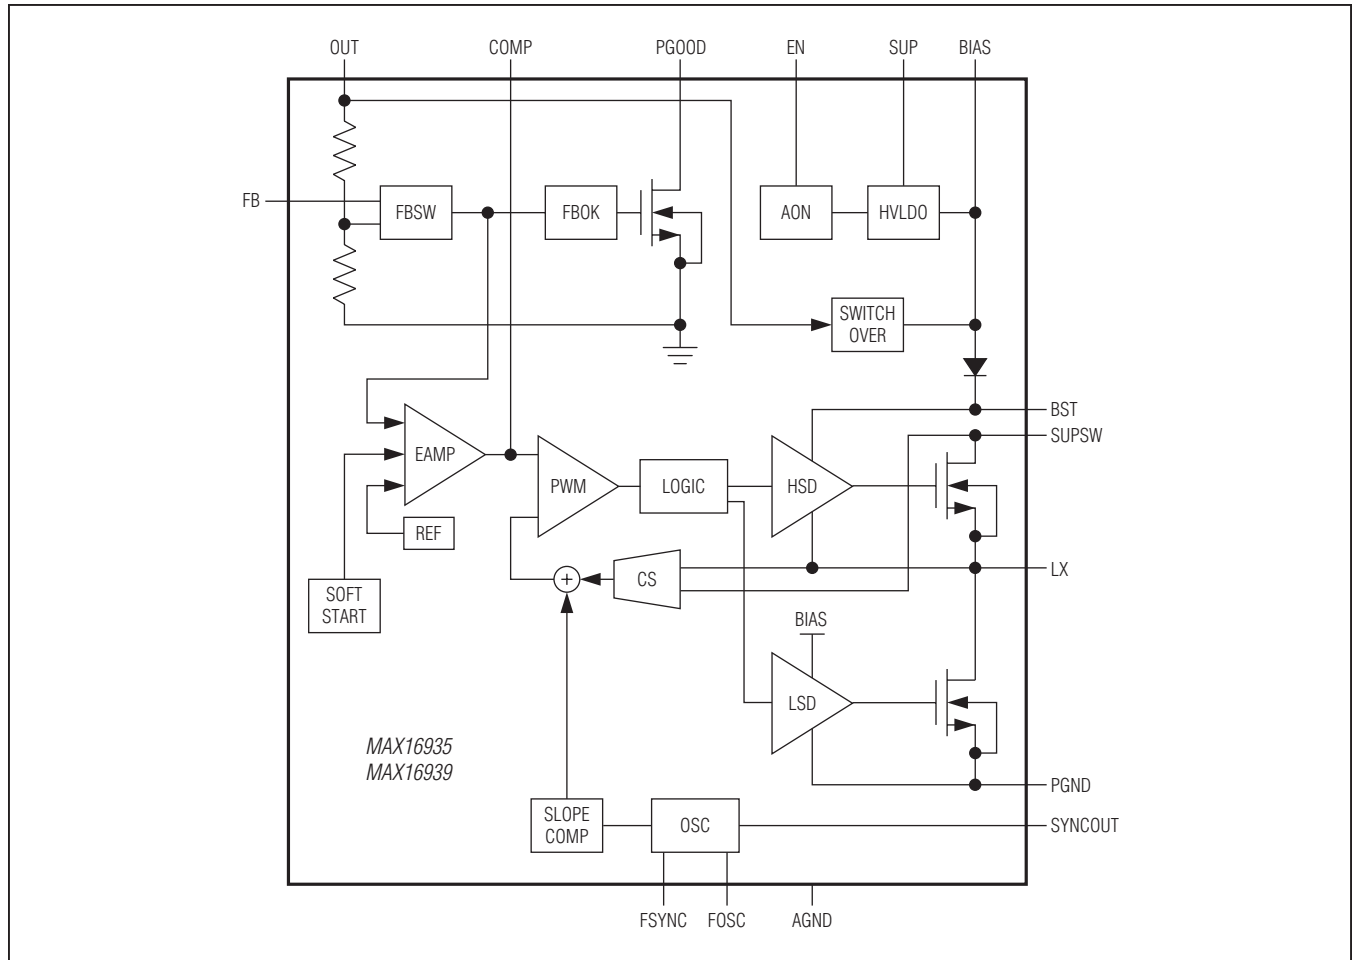 OUT
COMP
PGOOD
EN
SUP
BIAS
FB
FBSW
FBOK
AON
HVLDO
SWITCH
OVER
BST
SUPSW
EAMP
PWM
LOGIC
HSD
REF
LX
CS
+
SOFT
START
BIAS
LSD
MAX16935
MAX16939
PGND
SLOPE
COMP
OSC
SYNCOUT
FSYNC
FOSC
AGND